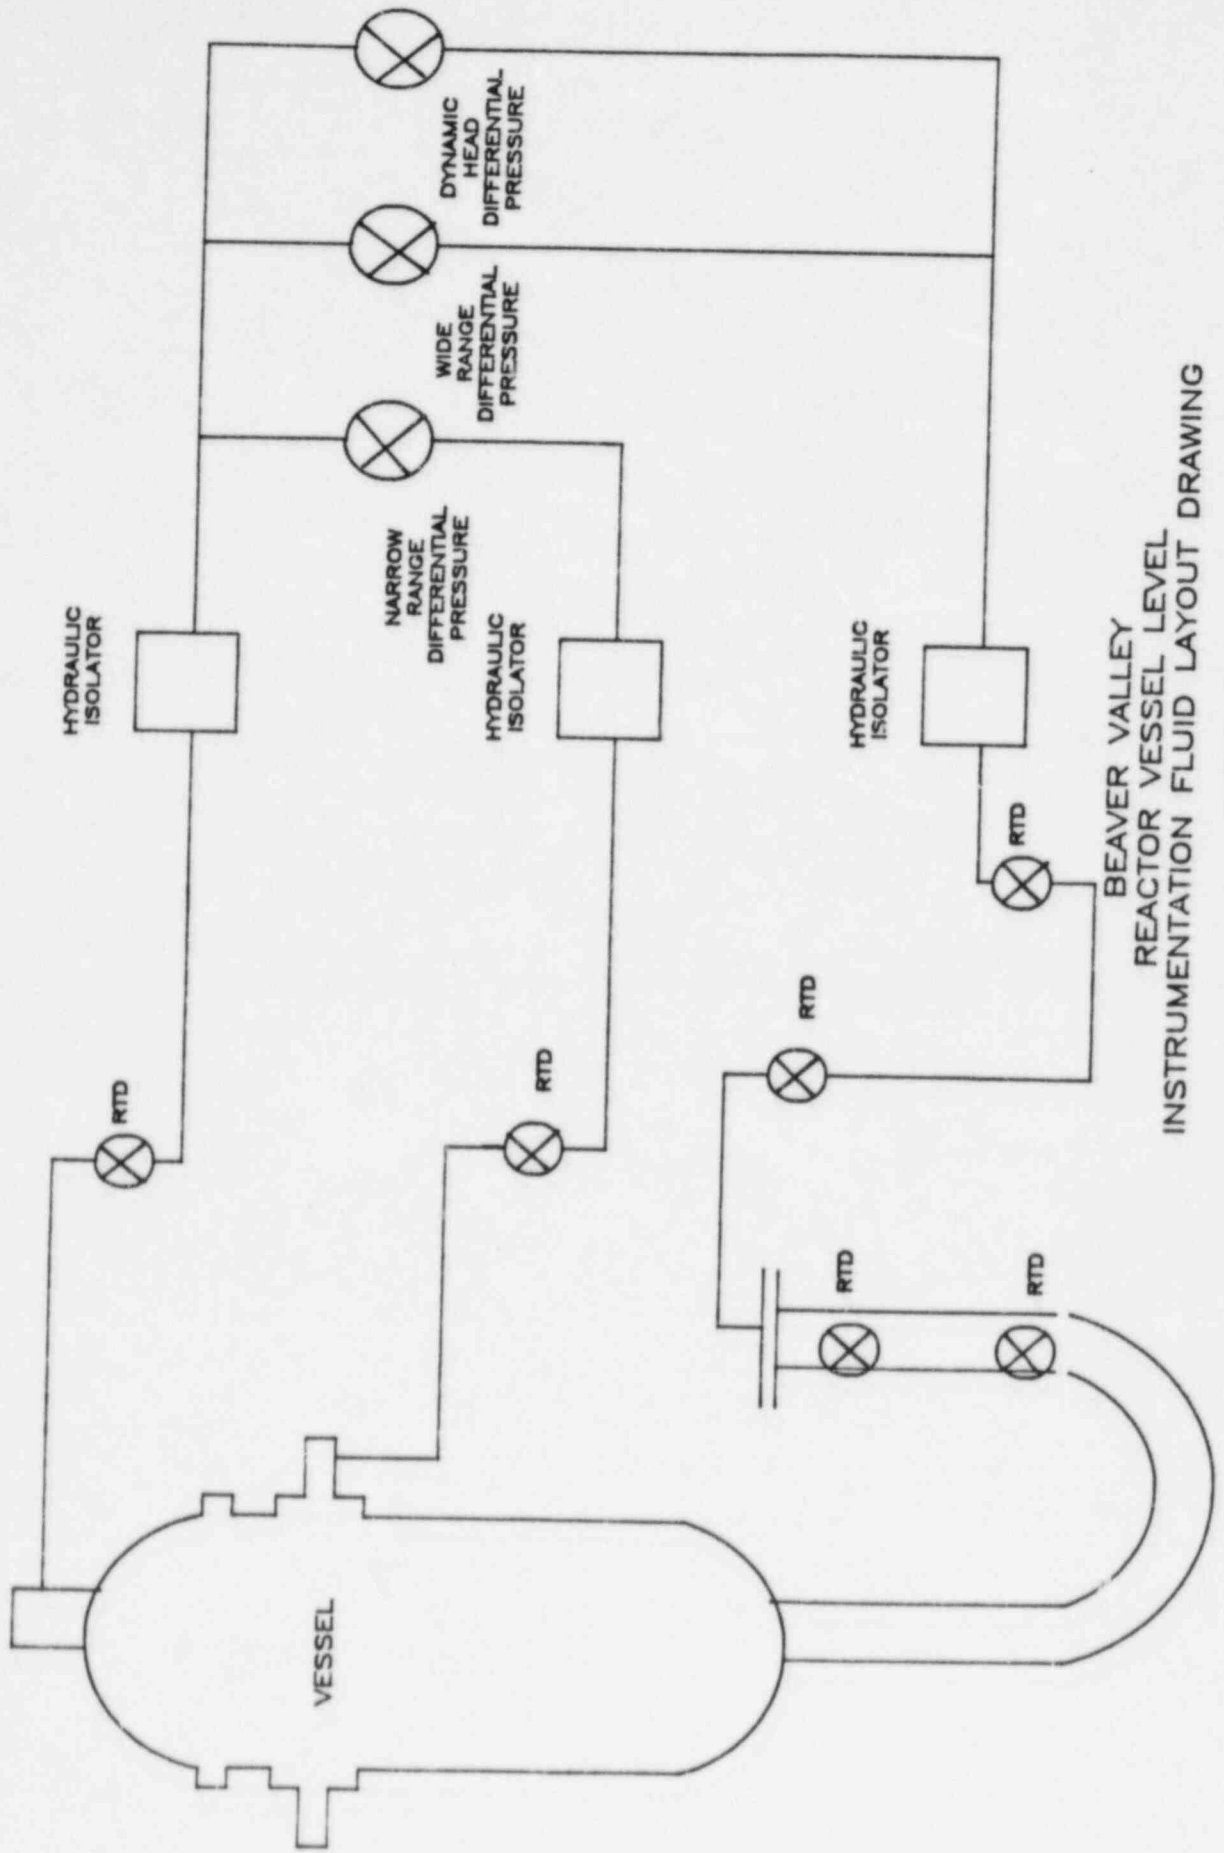 HYDRAULIC
ISOLATOR
DYNAMIC
HEAD
DIFFERENTIAL
PRESSURE
WIDE
RANGE
DIFFERENTIAL
PRESSURE
NARROW
RANGE
DIFFERENTIAL
PRESSURE
HYDRAULIC
ISOLATOR
HYDRAULIC
ISOLATOR
RTD
RTD
RTD
RTD
RTD
RTD
VESSEL
BEAVER VALLEY
REACTOR VESSEL LEVEL
INSTRUMENTATION FLUID LAYOUT DRAWING